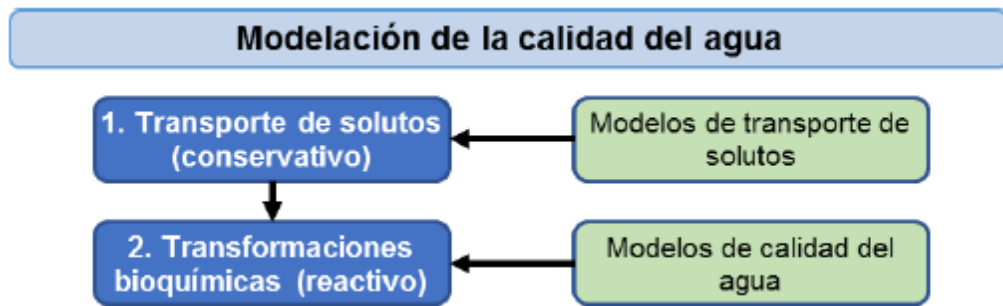 Modelación de la calidad del agua
1. Transporte de solutos
(conservativo)
Modelos de transporte de
solutos
2. Transformaciones
bioquímicas (reactivo)
Modelos de calidad del
agua